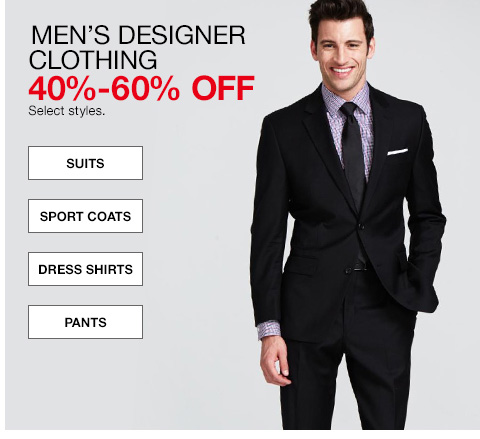 MEN'S DESIGNER
CLOTHING
40%-60% OFF
Select styles.
SUITS
SPORT COATS
DRESS SHIRTS
PANTS